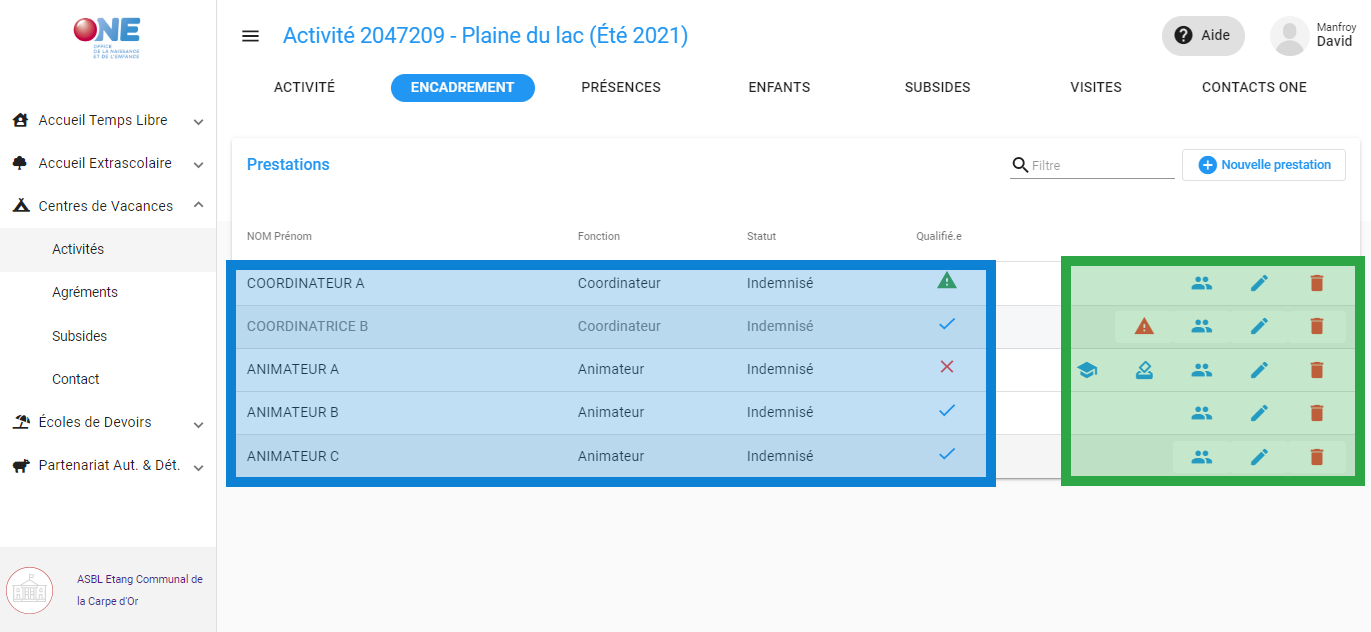 ONE
OFFICE
DE LA NAISSANCE
ET DE L'ENFANCE
Activité 2047209 - Plaine du lac (Été 2021)
Aide
Manfroy
David
ACTIVITÉ
ENCADREMENT
PRÉSENCES
ENFANTS
SUBSIDES
VISITES
CONTACTS ONE
Accueil Temps Libre
Accueil Extrascolaire
Centres de Vacances
Activités
Agréments
Subsides
Contact
Écoles de Devoirs
Partenariat Aut. & Dét.
ASBL Etang Communal de
la Carpe d'Or
Prestations
Filtre
Nouvelle prestation
NOM Prénom Fonction Statut Qualifié.e
COORDINATEUR A Coordinateur Indemnisé
COORDINATRICE B Coordinateur Indemnisé
ANIMATEUR A Animateur Indemnisé
ANIMATEUR B Animateur Indemnisé
ANIMATEUR C Animateur Indemnisé